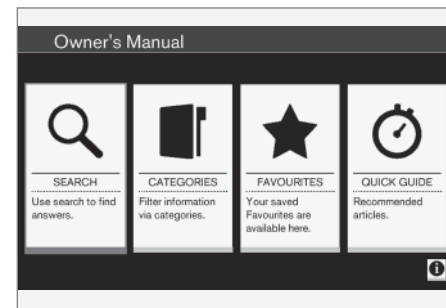 Owner's Manual
SEARCH
Use search to find
answers.
CATEGORIES
Filter information
via categories.
FAVOURITES
Your saved
Favourites are
available here.
QUICK GUIDE
Recommended
articles.
i